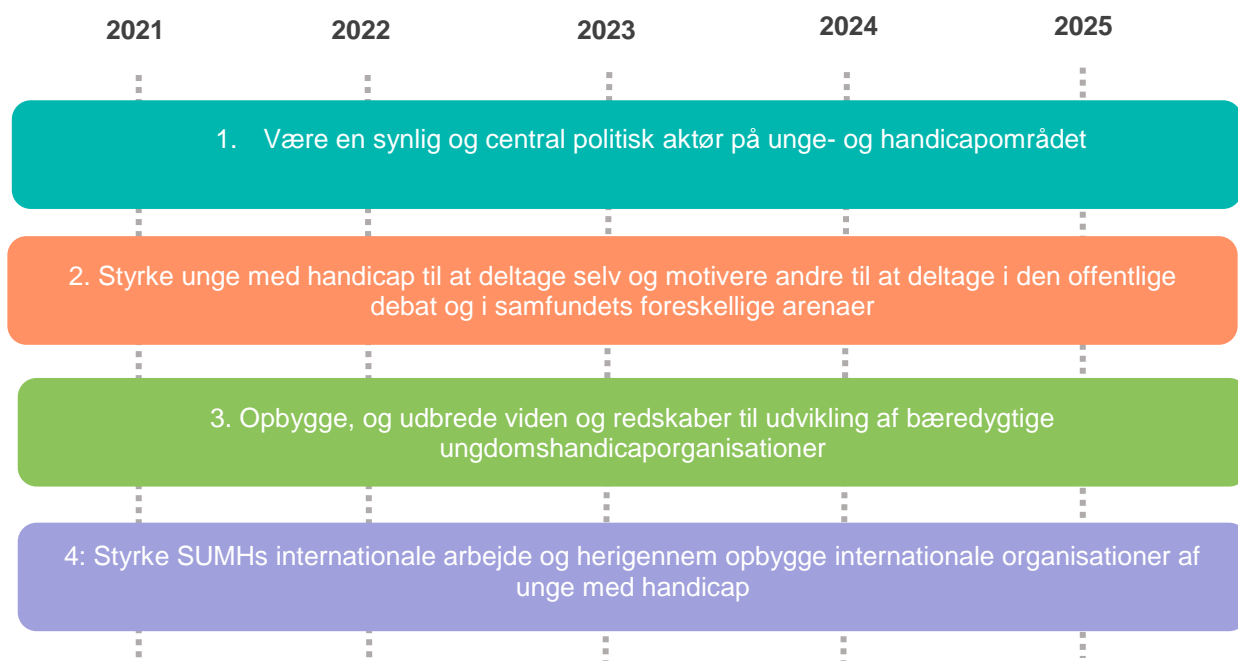 2021 2022 2023 2024 2025
1. Være en synlig og central politisk aktør på unge- og handicapområdet
2. Styrke unge med handicap til at deltage selv og motivere andre til at deltage i den offentlige
debat og i samfundets foreskellige arenaer
3. Opbygge, og udbrede viden og redskaber til udvikling af bæredygtige
ungdomshandicaporganisationer
4: Styrke SUMHs internationale arbejde og herigennem opbygge internationale organisationer af
unge med handicap